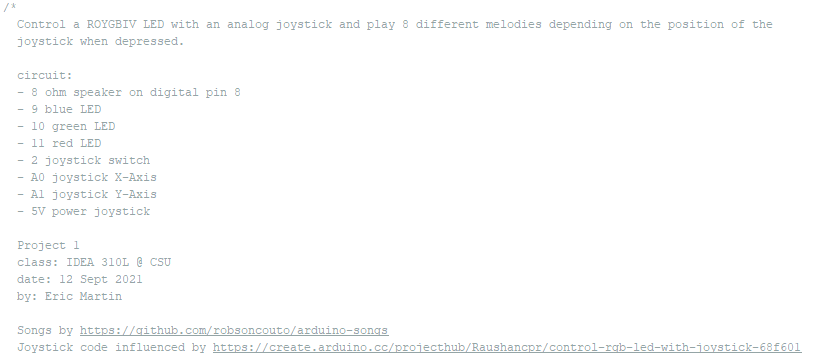 /*
Control a ROYGBIV LED with an analog joystick and play 8 different melodies depending on the position of the
joystick when depressed.
circuit:
- 8 ohm speaker on digital pin 8
- 9 blue LED
- 10 green LED
- 11 red LED
- 2 joystick switch
- A0 joystick X-Axis
- A1 joystick Y-Axis
- 5V power joystick
Project 1
class: IDEA 310L @ CSU
date: 12 Sept 2021
by: Eric Martin
Songs by https://github.com/robsoncouto/arduino-songs
Joystick code influenced by https://create.arduino.cc/projecthub/Raushancpr/control-rgb-led-with-joystick-68f601